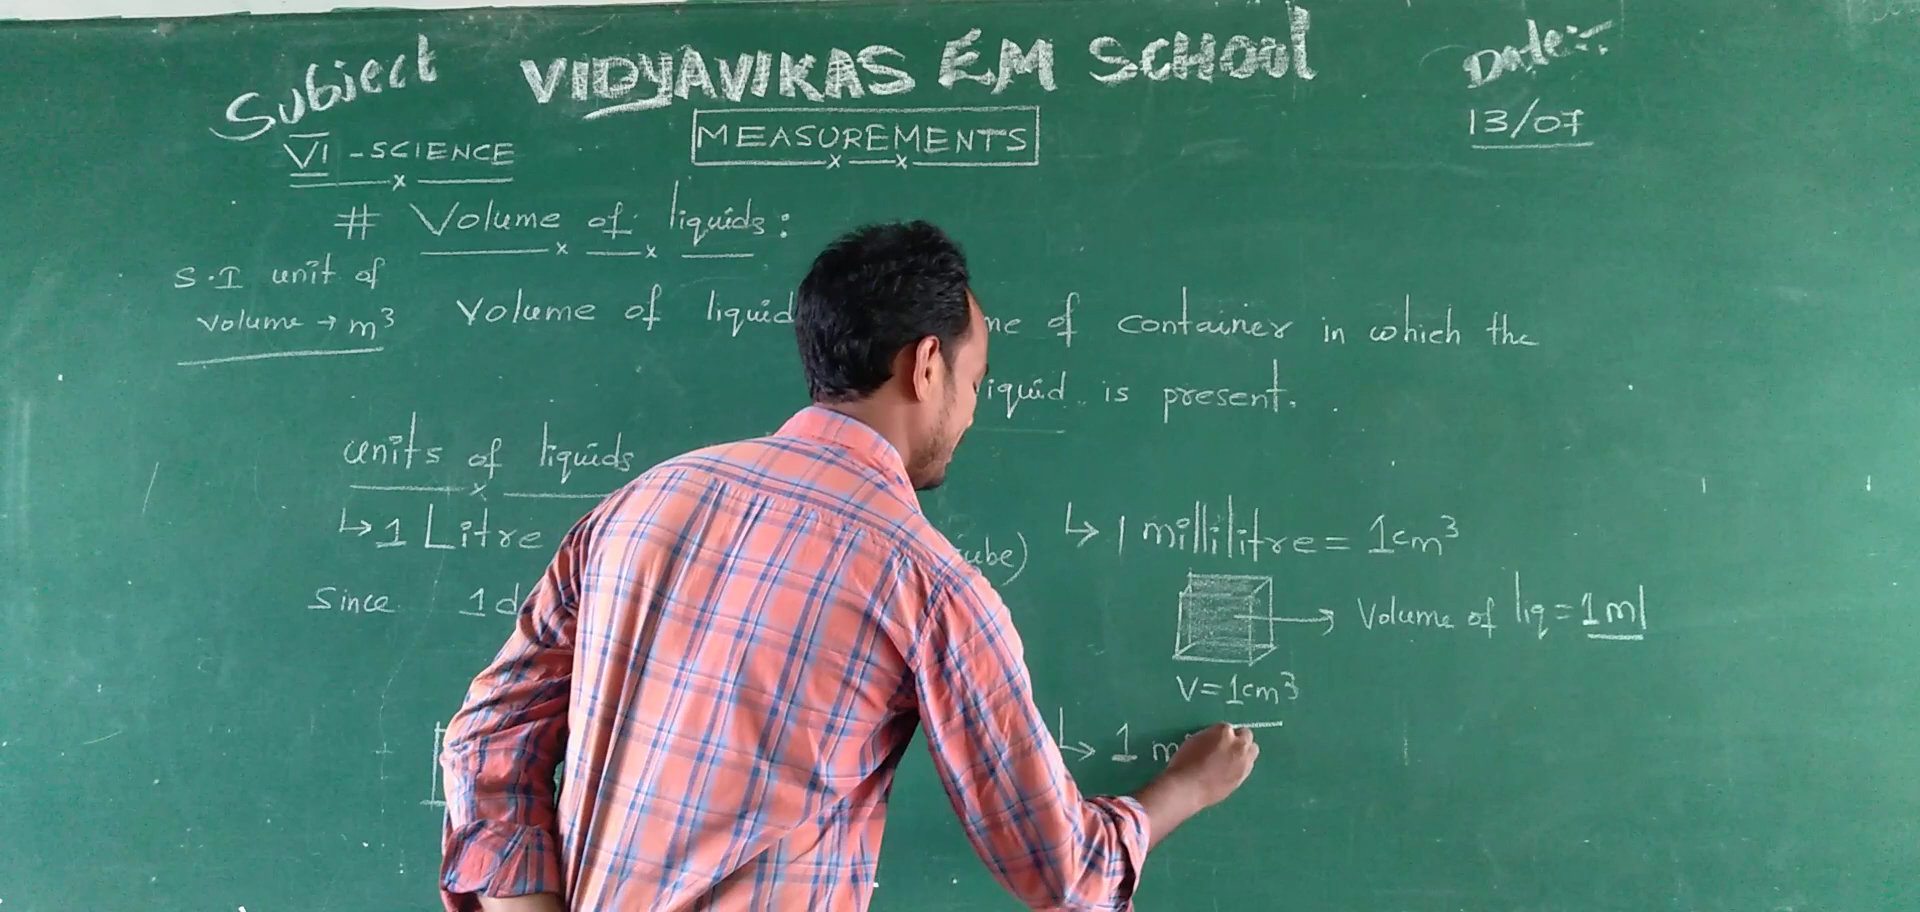 Subject VIDYAVIKAS EM SCHOOL Date:-
13/07
VI - SCIENCE
MEASUREMENTS
# Volume of liquids:
S.I unit of
volume → m³
Volume of liquid of container in which the
is present.
units of liquids
↳ 1 Litre
Since 1
↳ 1 millilitre = 1cm³
Volume of liq = 1ml
V = 1cm³
↳ 1